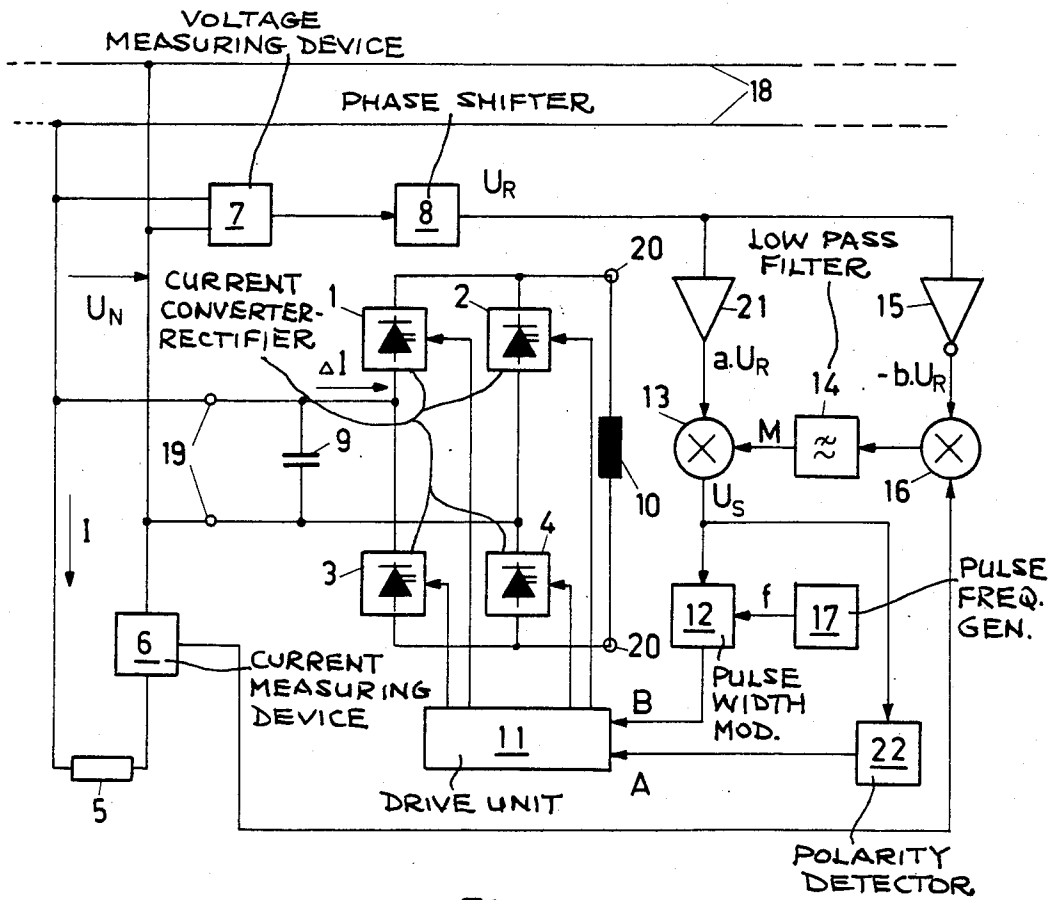 VOLTAGE
MEASURING DEVICE
18
PHASE SHIFTER
7
8
U_R
LOW PASS
FILTER
20
U_N
CURRENT
CONVERTER-
RECTIFIER
1
2
21
15
ΔI
a.U_R
-b.U_R
14
13
M
≈
16
19
9
10
U_S
I
3
4
PULSE
FREQ.
GEN.
12
f
17
6
20
CURRENT
MEASURING
DEVICE
PULSE
WIDTH
MOD.
B
11
22
A
5
DRIVE UNIT
POLARITY
DETECTOR